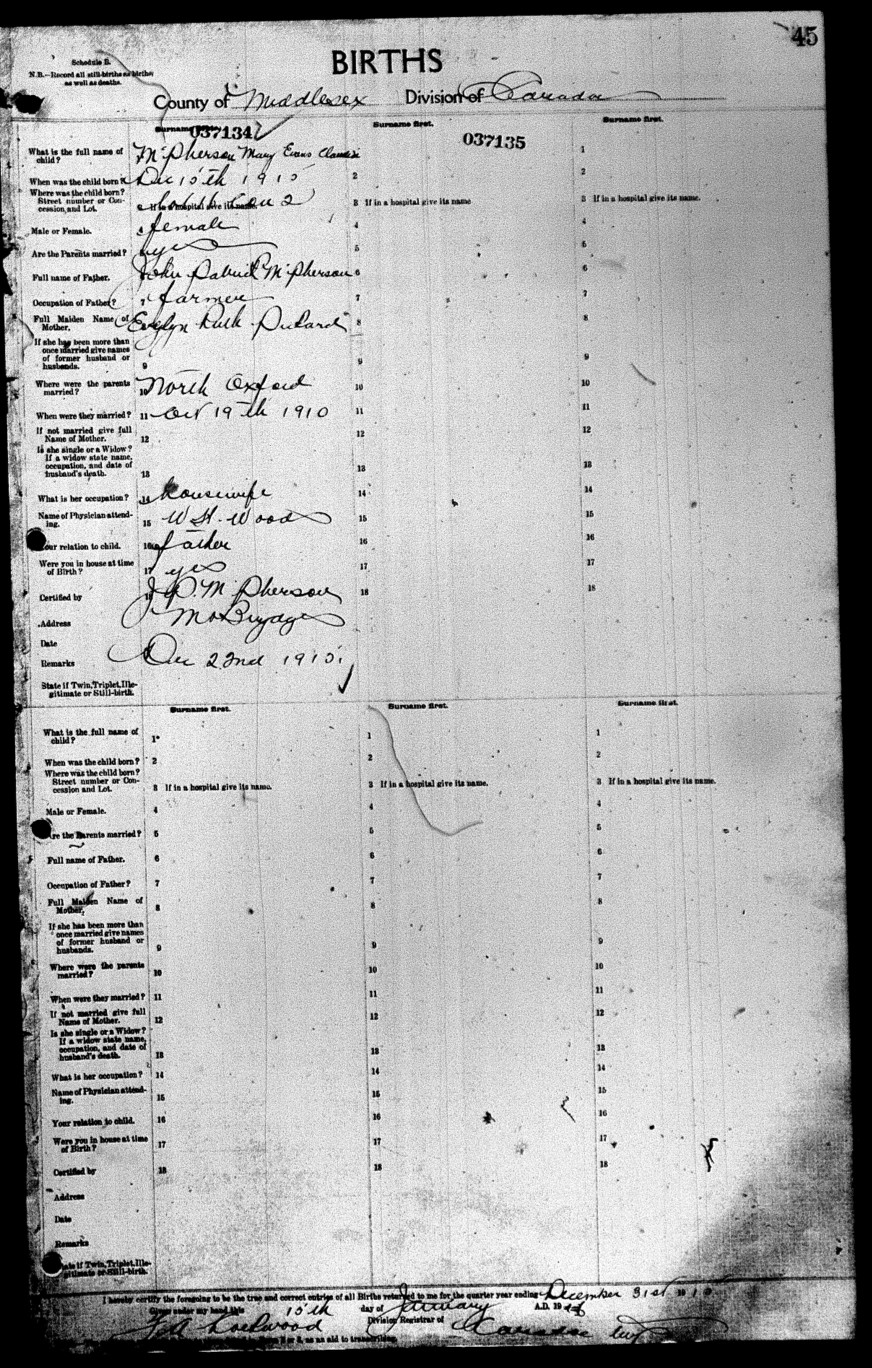 45
Schedule B.
N.B.—Record all still-births as births as well as deaths.
BIRTHS
County of Middlesex Division of
Surname first. Surname first. Surname first.
037134 037135
What is the full name of child? McPherson Mary Evans 1
When was the child born? Dec 15th 1915 2 2
Where was the child born? Street number or Concession, and Lot. 3 If in a hospital give its name. Con 2 3 If in a hospital give its name 3 If in a hospital give its name.
Male or Female. 4 female 4 4
Are the Parents married? yes 5 5
Full name of Father. John McPherson 6 6
Occupation of Father? 7 farmer 7 7
Full Maiden Name of Mother. Evelyn Ruth 8 8
If she has been more than once married give names of former husband or husbands. 9 9 9
Where were the parents married? 10 North Oxford 10 10
When were they married? 11 Oct 19th 1910 11 11
If not married give full Name of Mother. 12 12 12
Is she single or a Widow? If a widow state name, occupation, and date of husband's death. 13 13 13
What is her occupation? 14 housewife 14 14
Name of Physician attending. 15 W H. Wood 15 15
Your relation to child. 16 father 16 16
Were you in house at time of Birth? 17 yes 17 17
Certified by 18 J P. McPherson 18 18
Address
Date
Remarks Dec 22nd 1915
State if Twin, Triplet, Illegitimate or Still-birth.
Surname first. Surname first. Surname first.
What is the full name of child? 1 1 1
When was the child born? 2 2 2
Where was the child born? Street number or Concession and Lot. 3 If in a hospital give its name. 3 If in a hospital give its name. 3 If in a hospital give its name.
Male or Female. 4 4 4
Are the Parents married? 5 5 5
Full name of Father. 6 6 6
Occupation of Father? 7 7 7
Full Maiden Name of Mother, 8 8 8
If she has been more than once married give names of former husband or husbands. 9 9 9
Where were the parents married? 10 10 10
When were they married? 11 11 11
If not married give full Name of Mother. 12 12 12
Is she single or a Widow? If a widow state name, occupation, and date of husband's death. 13 13 13
What is her occupation? 14 14 14
Name of Physician attending. 15 15 15
Your relation to child. 16 16 16
Were you in house at time of Birth? 17 17 17
Certified by 18 18 18
Address
Date
Remarks
State if Twin, Triplet, Illegitimate or Still-birth.
I hereby certify the foregoing to be the true and correct entries of all Births returned to me for the quarter year ending December 31st 1915
Given under my hand this 15th day of January A.D. 19
Division Registrar of
as an aid to transcribing.